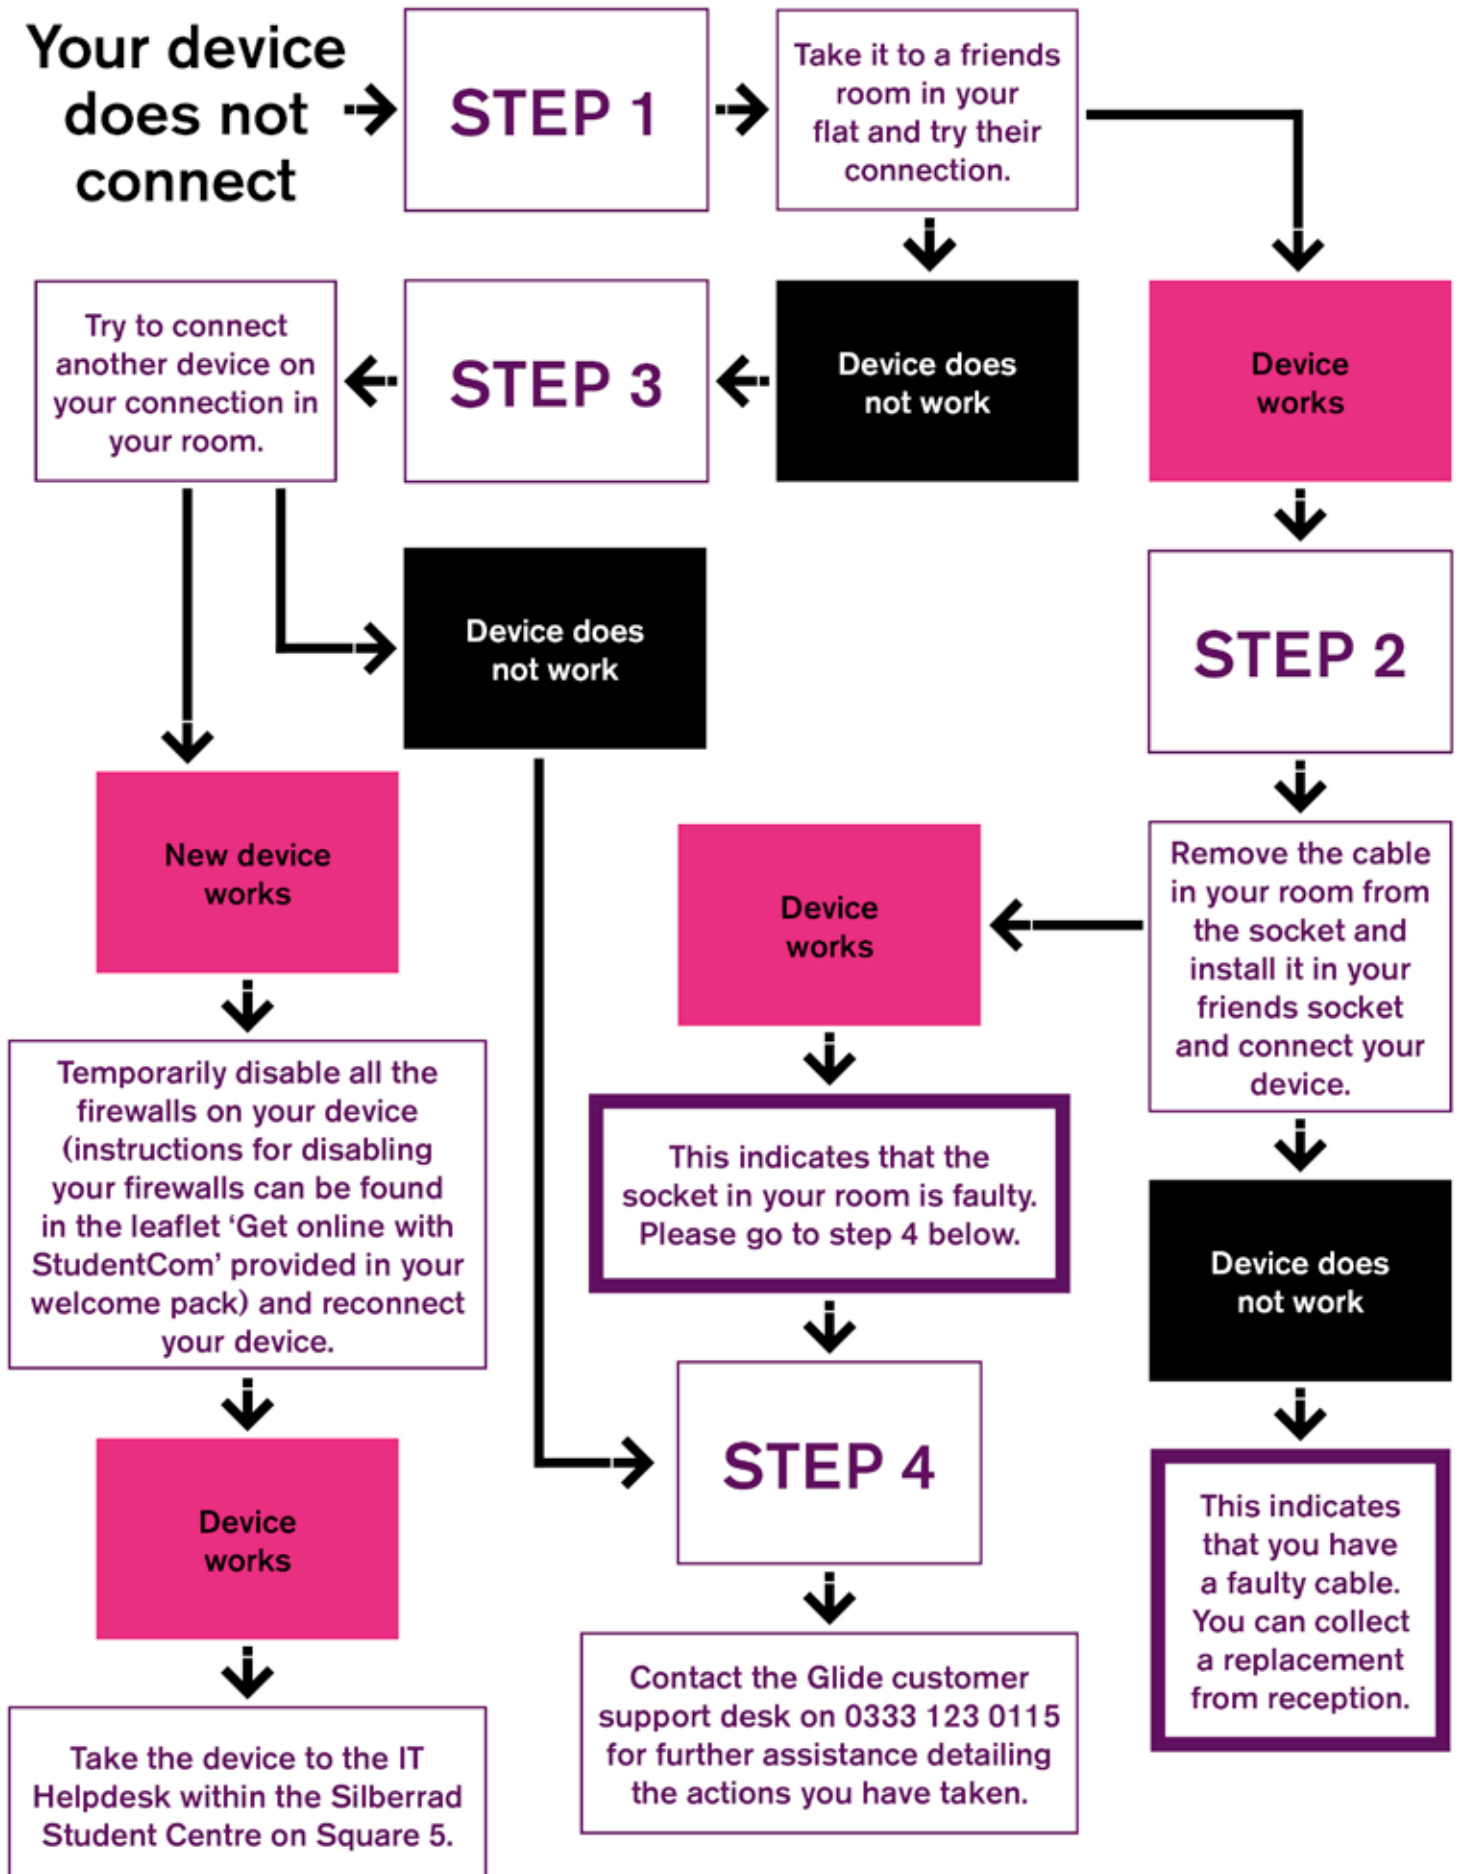 Your device
does not
connect
STEP 1
Take it to a friends
room in your
flat and try their
connection.
Try to connect
another device on
your connection in
your room.
STEP 3
Device does
not work
Device
works
Device does
not work
STEP 2
New device
works
Device
works
Remove the cable
in your room from
the socket and
install it in your
friends socket
and connect your
device.
Temporarily disable all the
firewalls on your device
(instructions for disabling
your firewalls can be found
in the leaflet ‘Get online with
StudentCom’ provided in your
welcome pack) and reconnect
your device.
This indicates that the
socket in your room is faulty.
Please go to step 4 below.
Device does
not work
Device
works
STEP 4
This indicates
that you have
a faulty cable.
You can collect
a replacement
from reception.
Take the device to the IT
Helpdesk within the Silberrad
Student Centre on Square 5.
Contact the Glide customer
support desk on 0333 123 0115
for further assistance detailing
the actions you have taken.